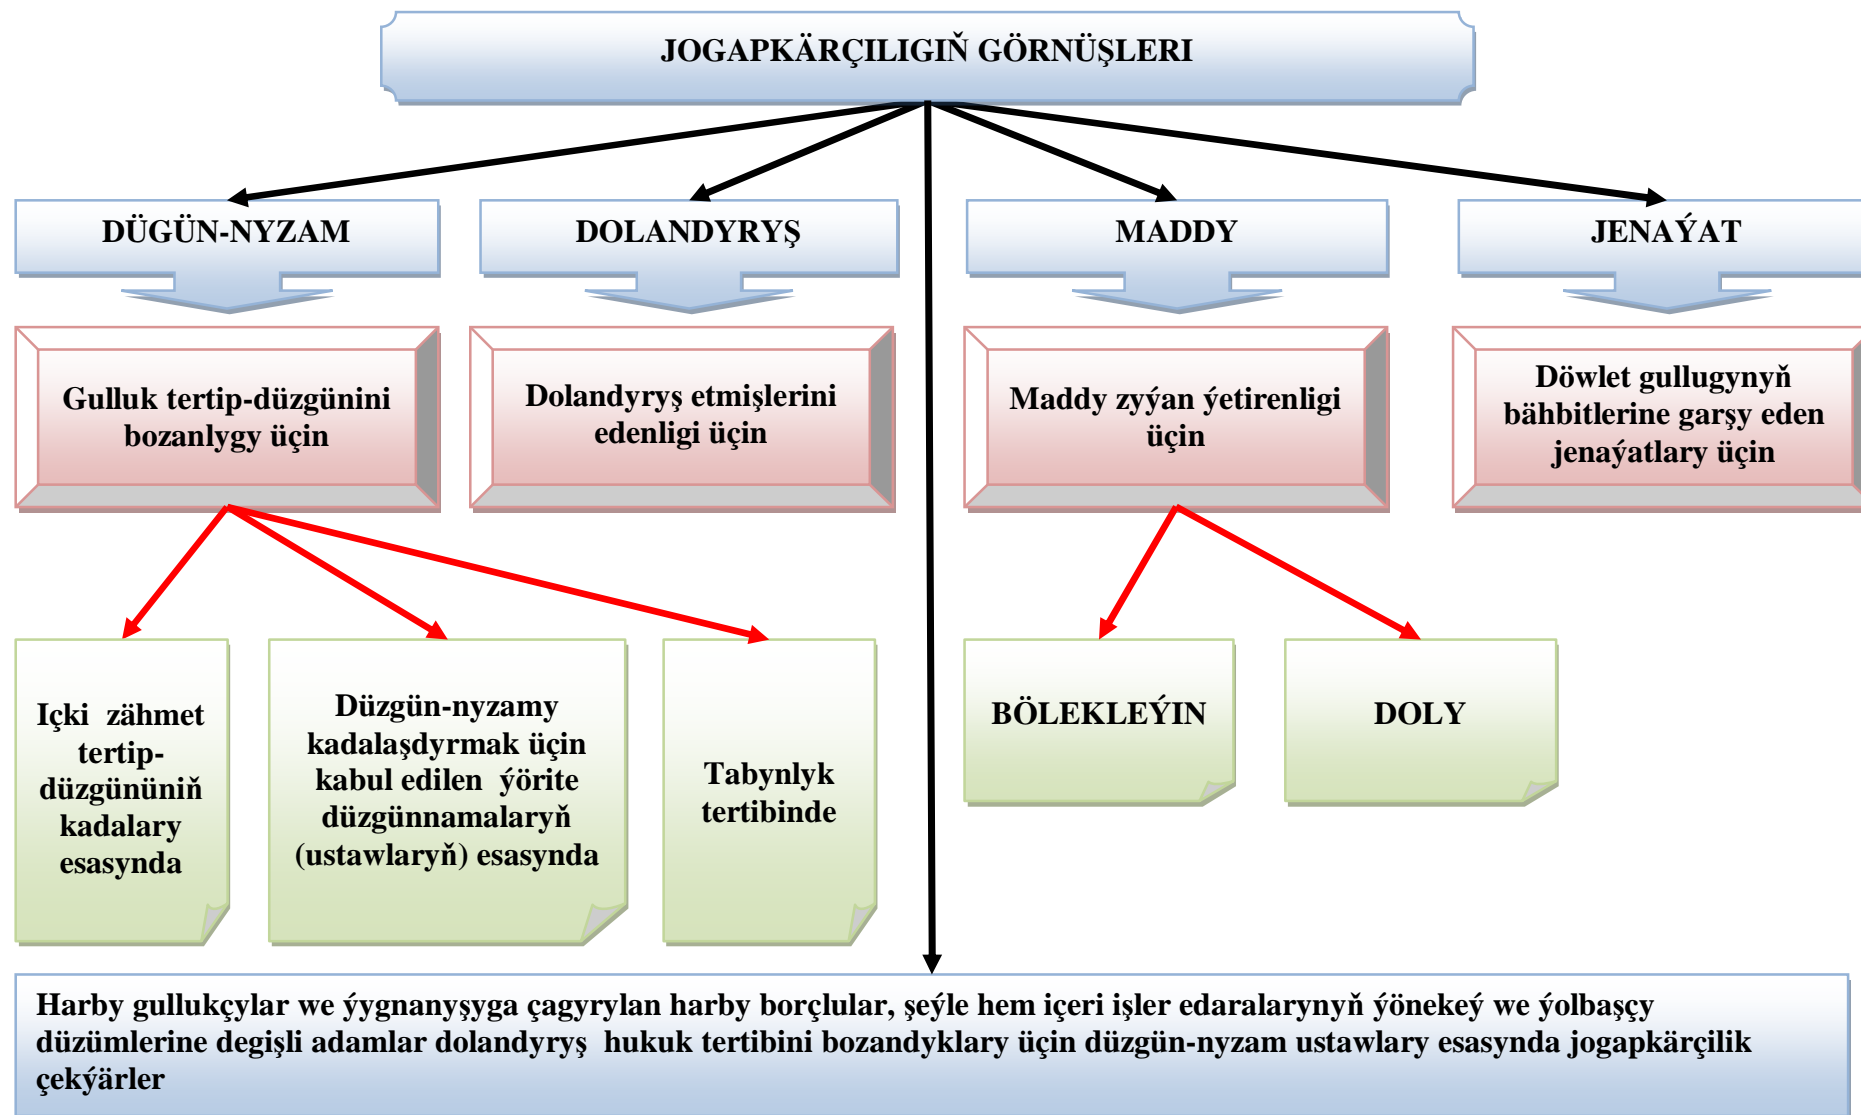 JOGAPKÄRÇILIGIŇ GÖRNÜŞLERI
DÜGÜN-NYZAM
DOLANDYRYŞ
MADDY
JENAÝAT
Gulluk tertip-düzgünini
bozanlygy üçin
Dolandyryş etmişlerini
edenligi üçin
Maddy zyýan ýetirenligi
üçin
Döwlet gullugynyň
bähbitlerine garşy eden
jenaýatlary üçin
Içki zähmet
tertip-
düzgününiň
kadalary
esasynda
Düzgün-nyzamy
kadalaşdyrmak üçin
kabul edilen ýörite
düzgünnamalaryň
(ustawlaryň) esasynda
Tabynlyk
tertibinde
BÖLEKLEÝIN
DOLY
Harby gullukçylar we ýygnanyşyga çagyrylan harby borçlular, şeýle hem içeri işler edaralarynyň ýönekeý we ýolbaşçy
düzümlerine degişli adamlar dolandyryş hukuk tertibini bozandyklary üçin düzgün-nyzam ustawlary esasynda jogapkärçilik
çekýärler